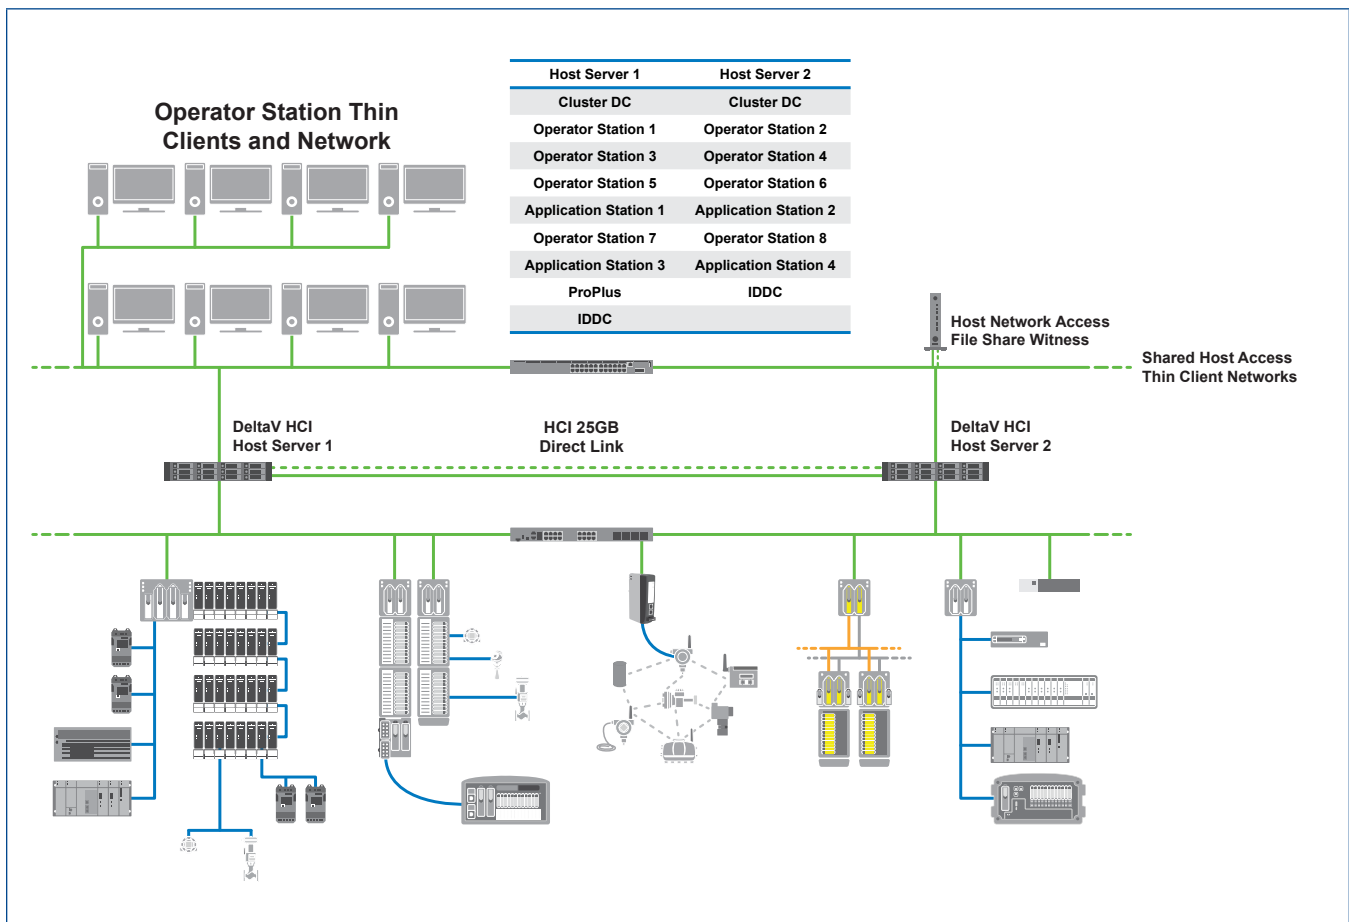 Operator Station Thin
Clients and Network
Host Server 1 Host Server 2
Cluster DC Cluster DC
Operator Station 1 Operator Station 2
Operator Station 3 Operator Station 4
Operator Station 5 Operator Station 6
Application Station 1 Application Station 2
Operator Station 7 Operator Station 8
Application Station 3 Application Station 4
ProPlus IDDC
IDDC
Host Network Access
File Share Witness
Shared Host Access
Thin Client Networks
DeltaV HCI
Host Server 1
HCI 25GB
Direct Link
DeltaV HCI
Host Server 2